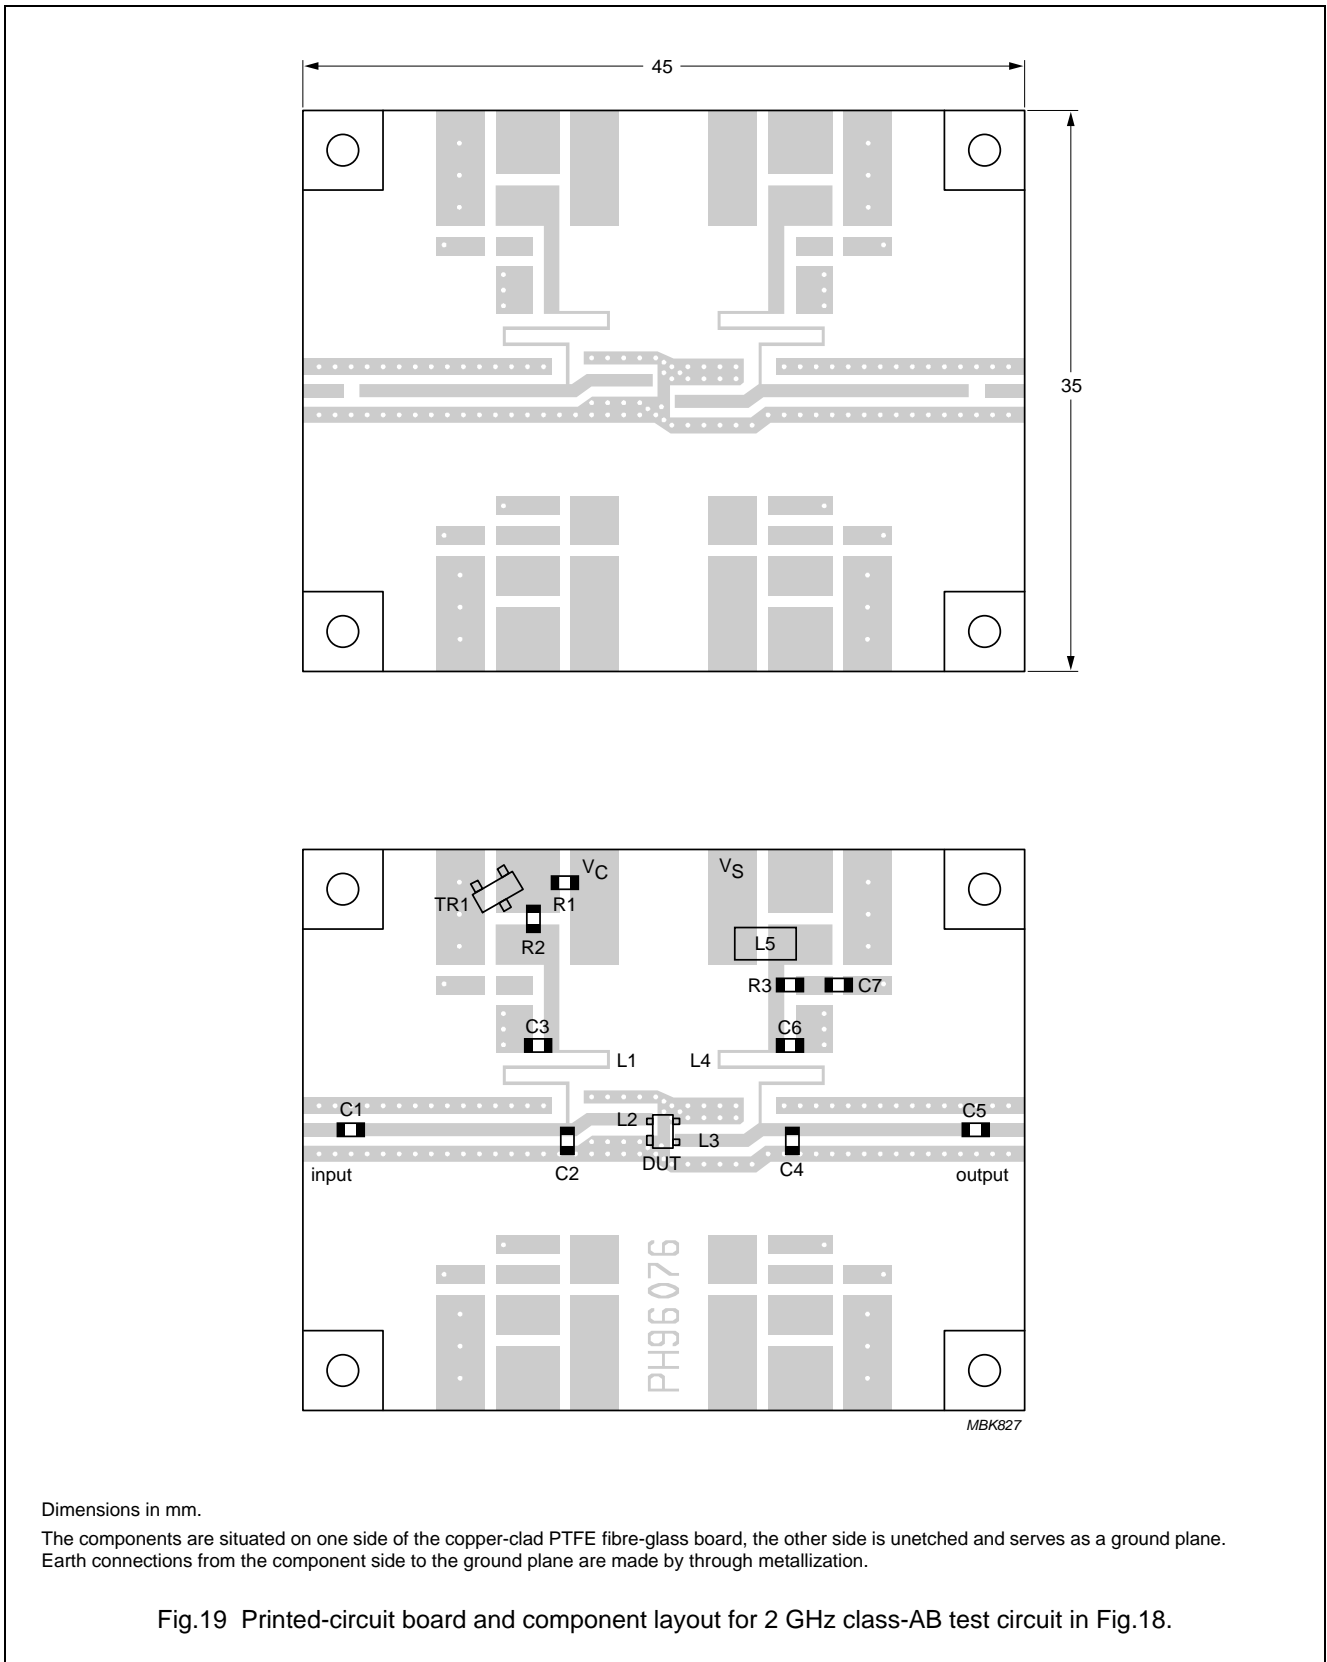 45
35
V_C
V_S
TR1
R1
R2
L5
R3
C7
C3
C6
L1
L4
C1
L2
C5
L3
input
C2
DUT
C4
output
PH96076
MBK827
Dimensions in mm.
The components are situated on one side of the copper-clad PTFE fibre-glass board, the other side is unetched and serves as a ground plane.
Earth connections from the component side to the ground plane are made by through metallization.
Fig.19 Printed-circuit board and component layout for 2 GHz class-AB test circuit in Fig.18.